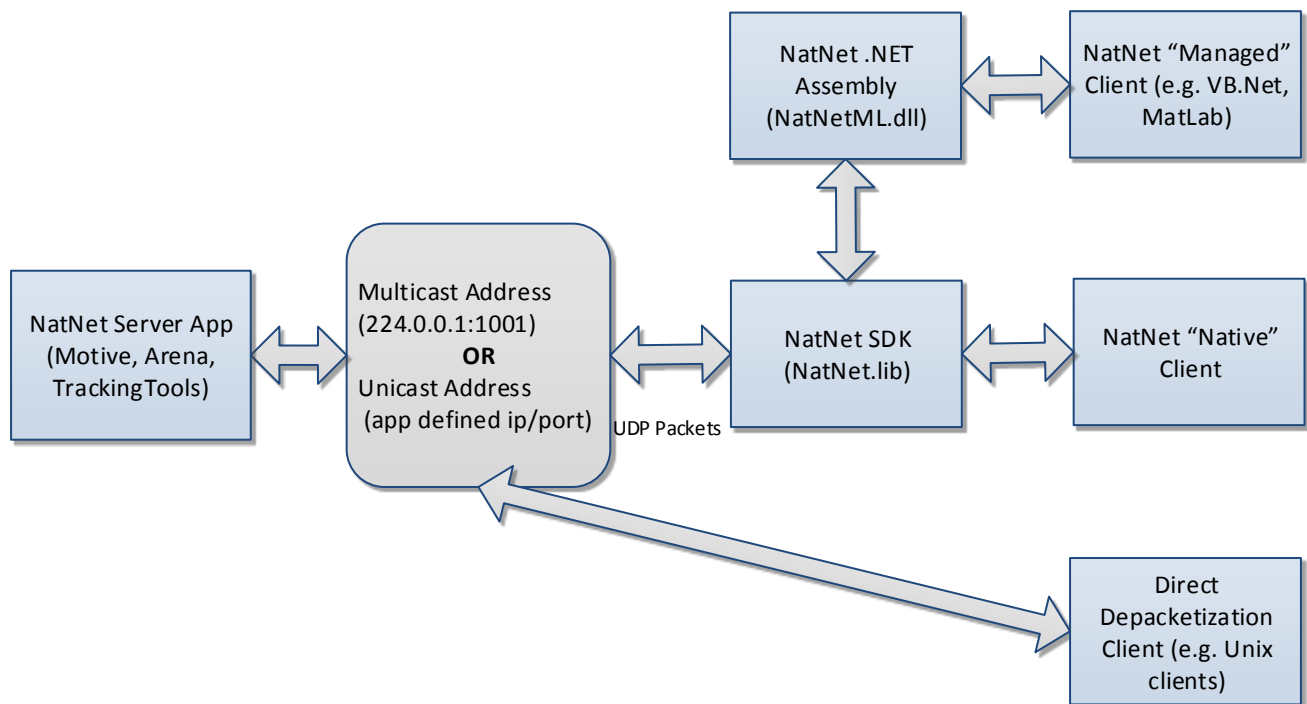 NatNet .NET
Assembly
(NatNetML.dll)
NatNet “Managed”
Client (e.g. VB.Net,
MatLab)
NatNet Server App
(Motive, Arena,
TrackingTools)
Multicast Address
(224.0.0.1:1001)
OR
Unicast Address
(app defined ip/port)
UDP Packets
NatNet SDK
(NatNet.lib)
NatNet “Native”
Client
Direct
Depacketization
Client (e.g. Unix
clients)